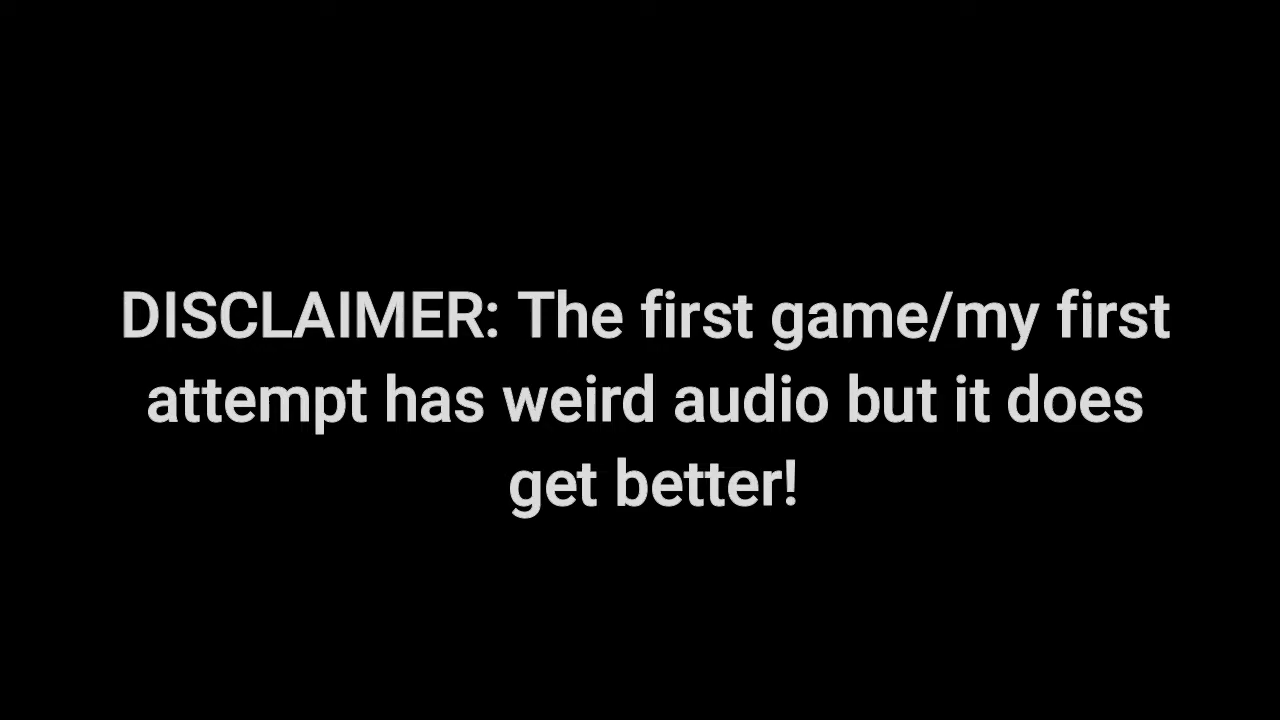 DISCLAIMER: The first game/my first
attempt has weird audio but it does
get better!